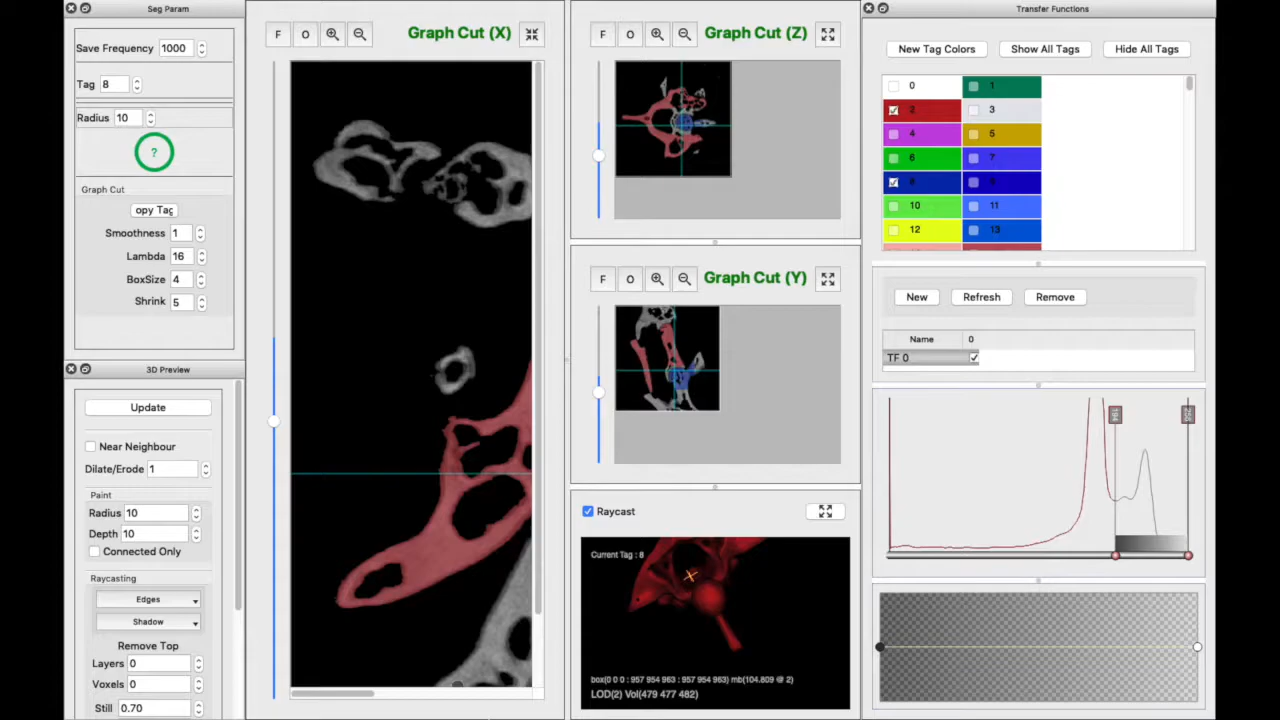 Seg Param
Save Frequency 1000
Tag 8
Radius 10
?
Graph Cut
opy Tag
Smoothness 1
Lambda 16
BoxSize 4
Shrink 5
3D Preview
Update
Near Neighbour
Dilate/Erode 1
Paint
Radius 10
Depth 10
Connected Only
Raycasting
Edges
Shadow
Remove Top
Layers 0
Voxels 0
Still 0.70
F O Graph Cut (X)
F O Graph Cut (Z)
F O Graph Cut (Y)
Raycast
Current Tag : 8
box(0 0 0 : 957 954 963 : 957 954 963) mb(104.809 @ 2)
LOD(2) Vol(479 477 482)
Transfer Functions
New Tag Colors Show All Tags Hide All Tags
0 1
2 3
4 5
6 7
8 9
10 11
12 13
New Refresh Remove
Name 0
TF 0
194